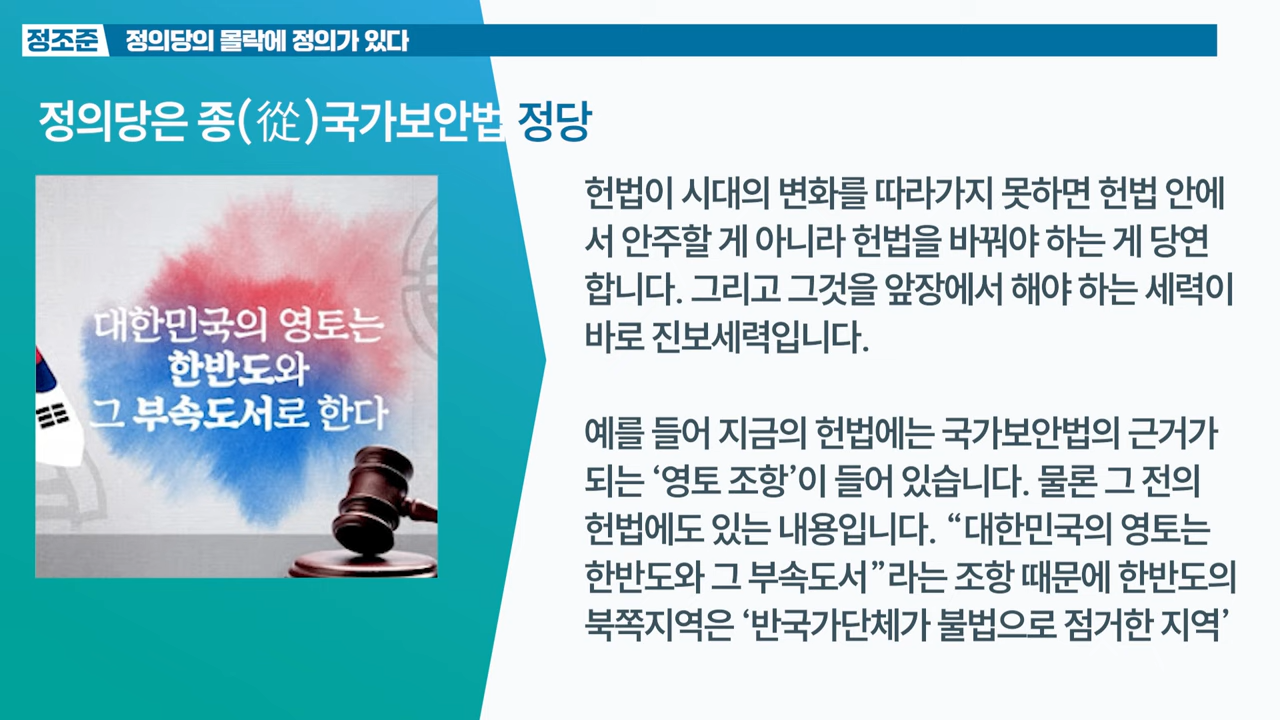 정조준 정의당의 몰락에 정의가 있다
정의당은 종(從)국가보안법 정당
대한민국의 영토는
한반도와
그 부속도서로 한다
헌법이 시대의 변화를 따라가지 못하면 헌법 안에
서 안주할 게 아니라 헌법을 바꿔야 하는 게 당연
합니다. 그리고 그것을 앞장에서 해야 하는 세력이
바로 진보세력입니다.
예를 들어 지금의 헌법에는 국가보안법의 근거가
되는 ‘영토 조항’이 들어 있습니다. 물론 그 전의
헌법에도 있는 내용입니다. “대한민국의 영토는
한반도와 그 부속도서”라는 조항 때문에 한반도의
북쪽지역은 ‘반국가단체가 불법으로 점거한 지역’